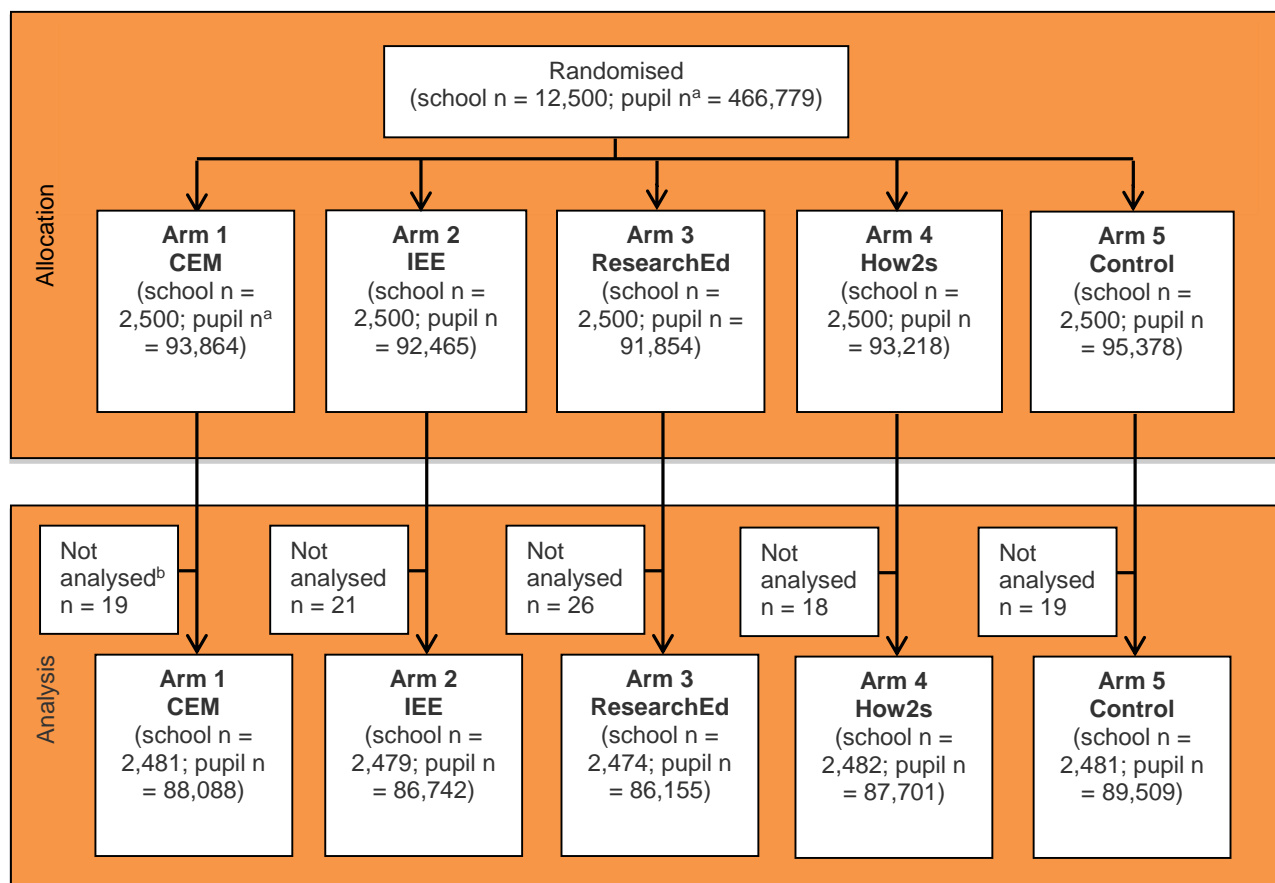 Randomised
(school n = 12,500; pupil nᵃ = 466,779)
Allocation
Arm 1
CEM
(school n =
2,500; pupil nᵃ
= 93,864)
Arm 2
IEE
(school n =
2,500; pupil n
= 92,465)
Arm 3
ResearchEd
(school n =
2,500; pupil n =
91,854)
Arm 4
How2s
(school n =
2,500; pupil n
= 93,218)
Arm 5
Control
(school n =
2,500; pupil n
= 95,378)
Analysis
Not
analysedᵇ
n = 19
Not
analysed
n = 21
Not
analysed
n = 26
Not
analysed
n = 18
Not
analysed
n = 19
Arm 1
CEM
(school n =
2,481; pupil n
= 88,088)
Arm 2
IEE
(school n =
2,479; pupil n
= 86,742)
Arm 3
ResearchEd
(school n =
2,474; pupil n =
86,155)
Arm 4
How2s
(school n =
2,482; pupil n
= 87,701)
Arm 5
Control
(school n =
2,481; pupil n
= 89,509)